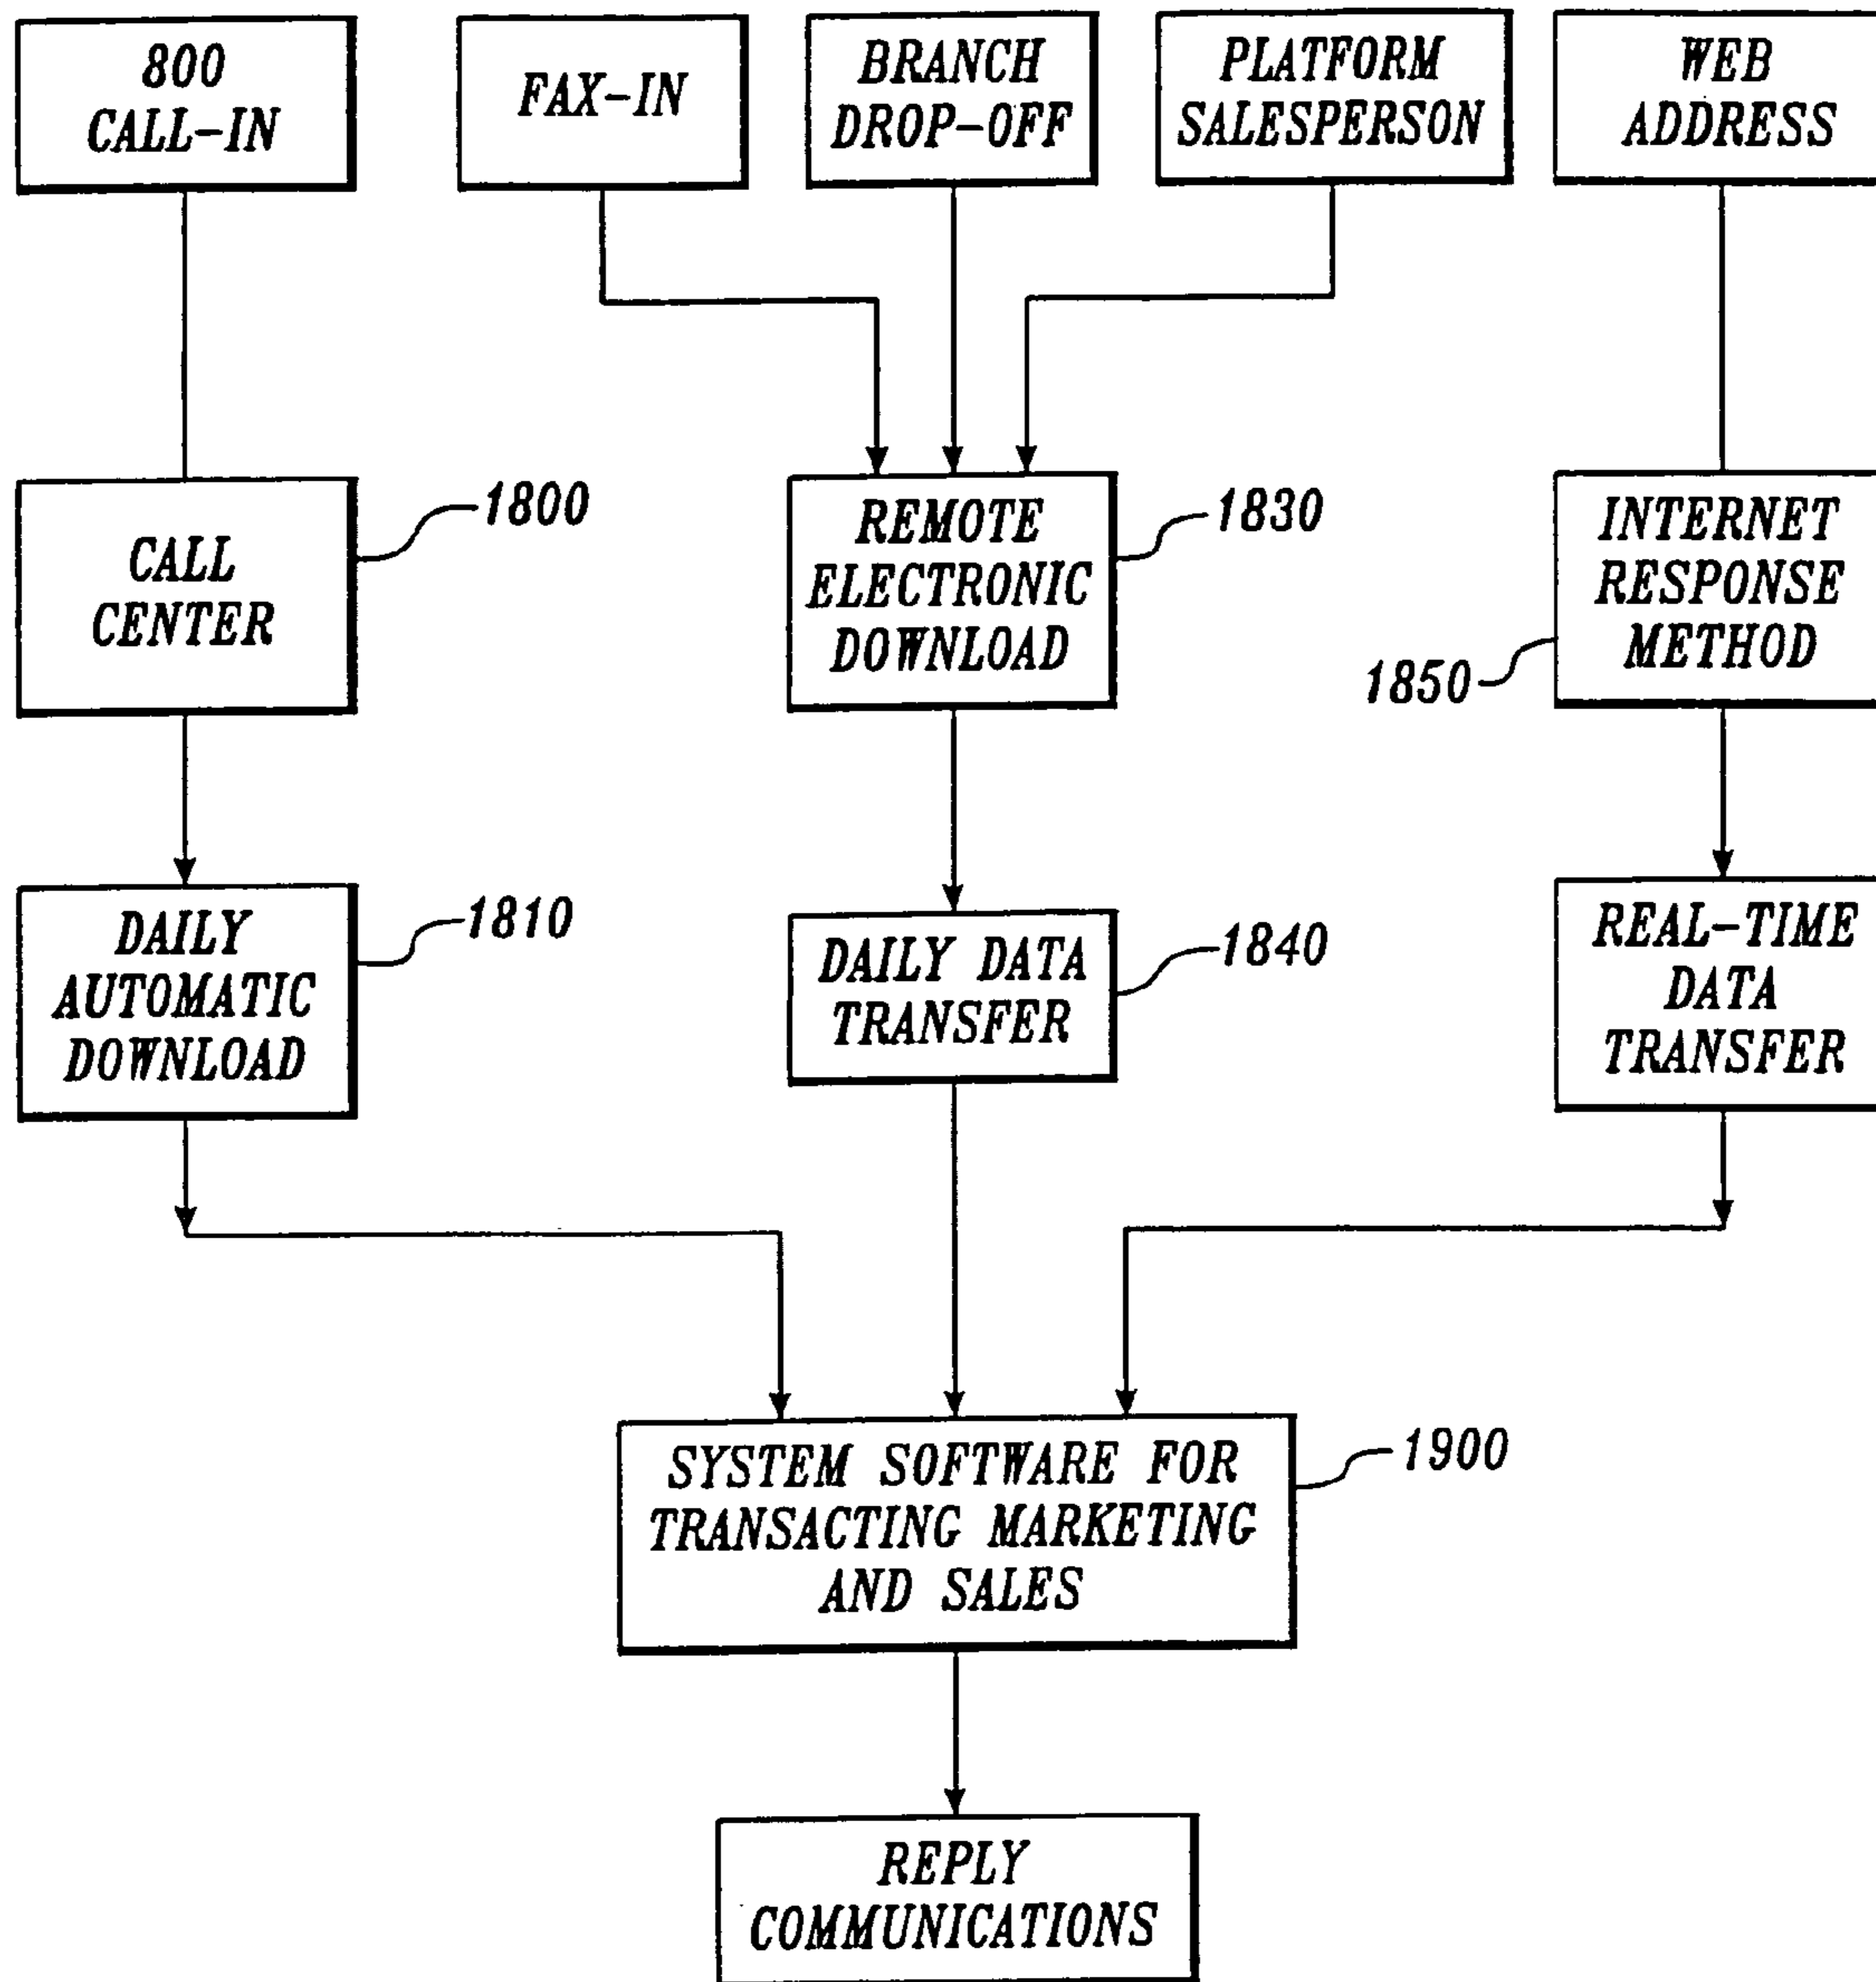 800
CALL-IN
FAX-IN
BRANCH
DROP-OFF
PLATFORM
SALESPERSON
WEB
ADDRESS
CALL
CENTER
1800
REMOTE
ELECTRONIC
DOWNLOAD
1830
INTERNET
RESPONSE
METHOD
1850
DAILY
AUTOMATIC
DOWNLOAD
1810
DAILY DATA
TRANSFER
1840
REAL-TIME
DATA
TRANSFER
SYSTEM SOFTWARE FOR
TRANSACTING MARKETING
AND SALES
1900
REPLY
COMMUNICATIONS